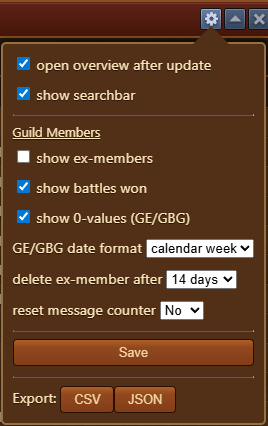 open overview after update
show searchbar
Guild Members
show ex-members
show battles won
show 0-values (GE/GBG)
GE/GBG date format calendar week
delete ex-member after 14 days
reset message counter No
Save
Export: CSV JSON